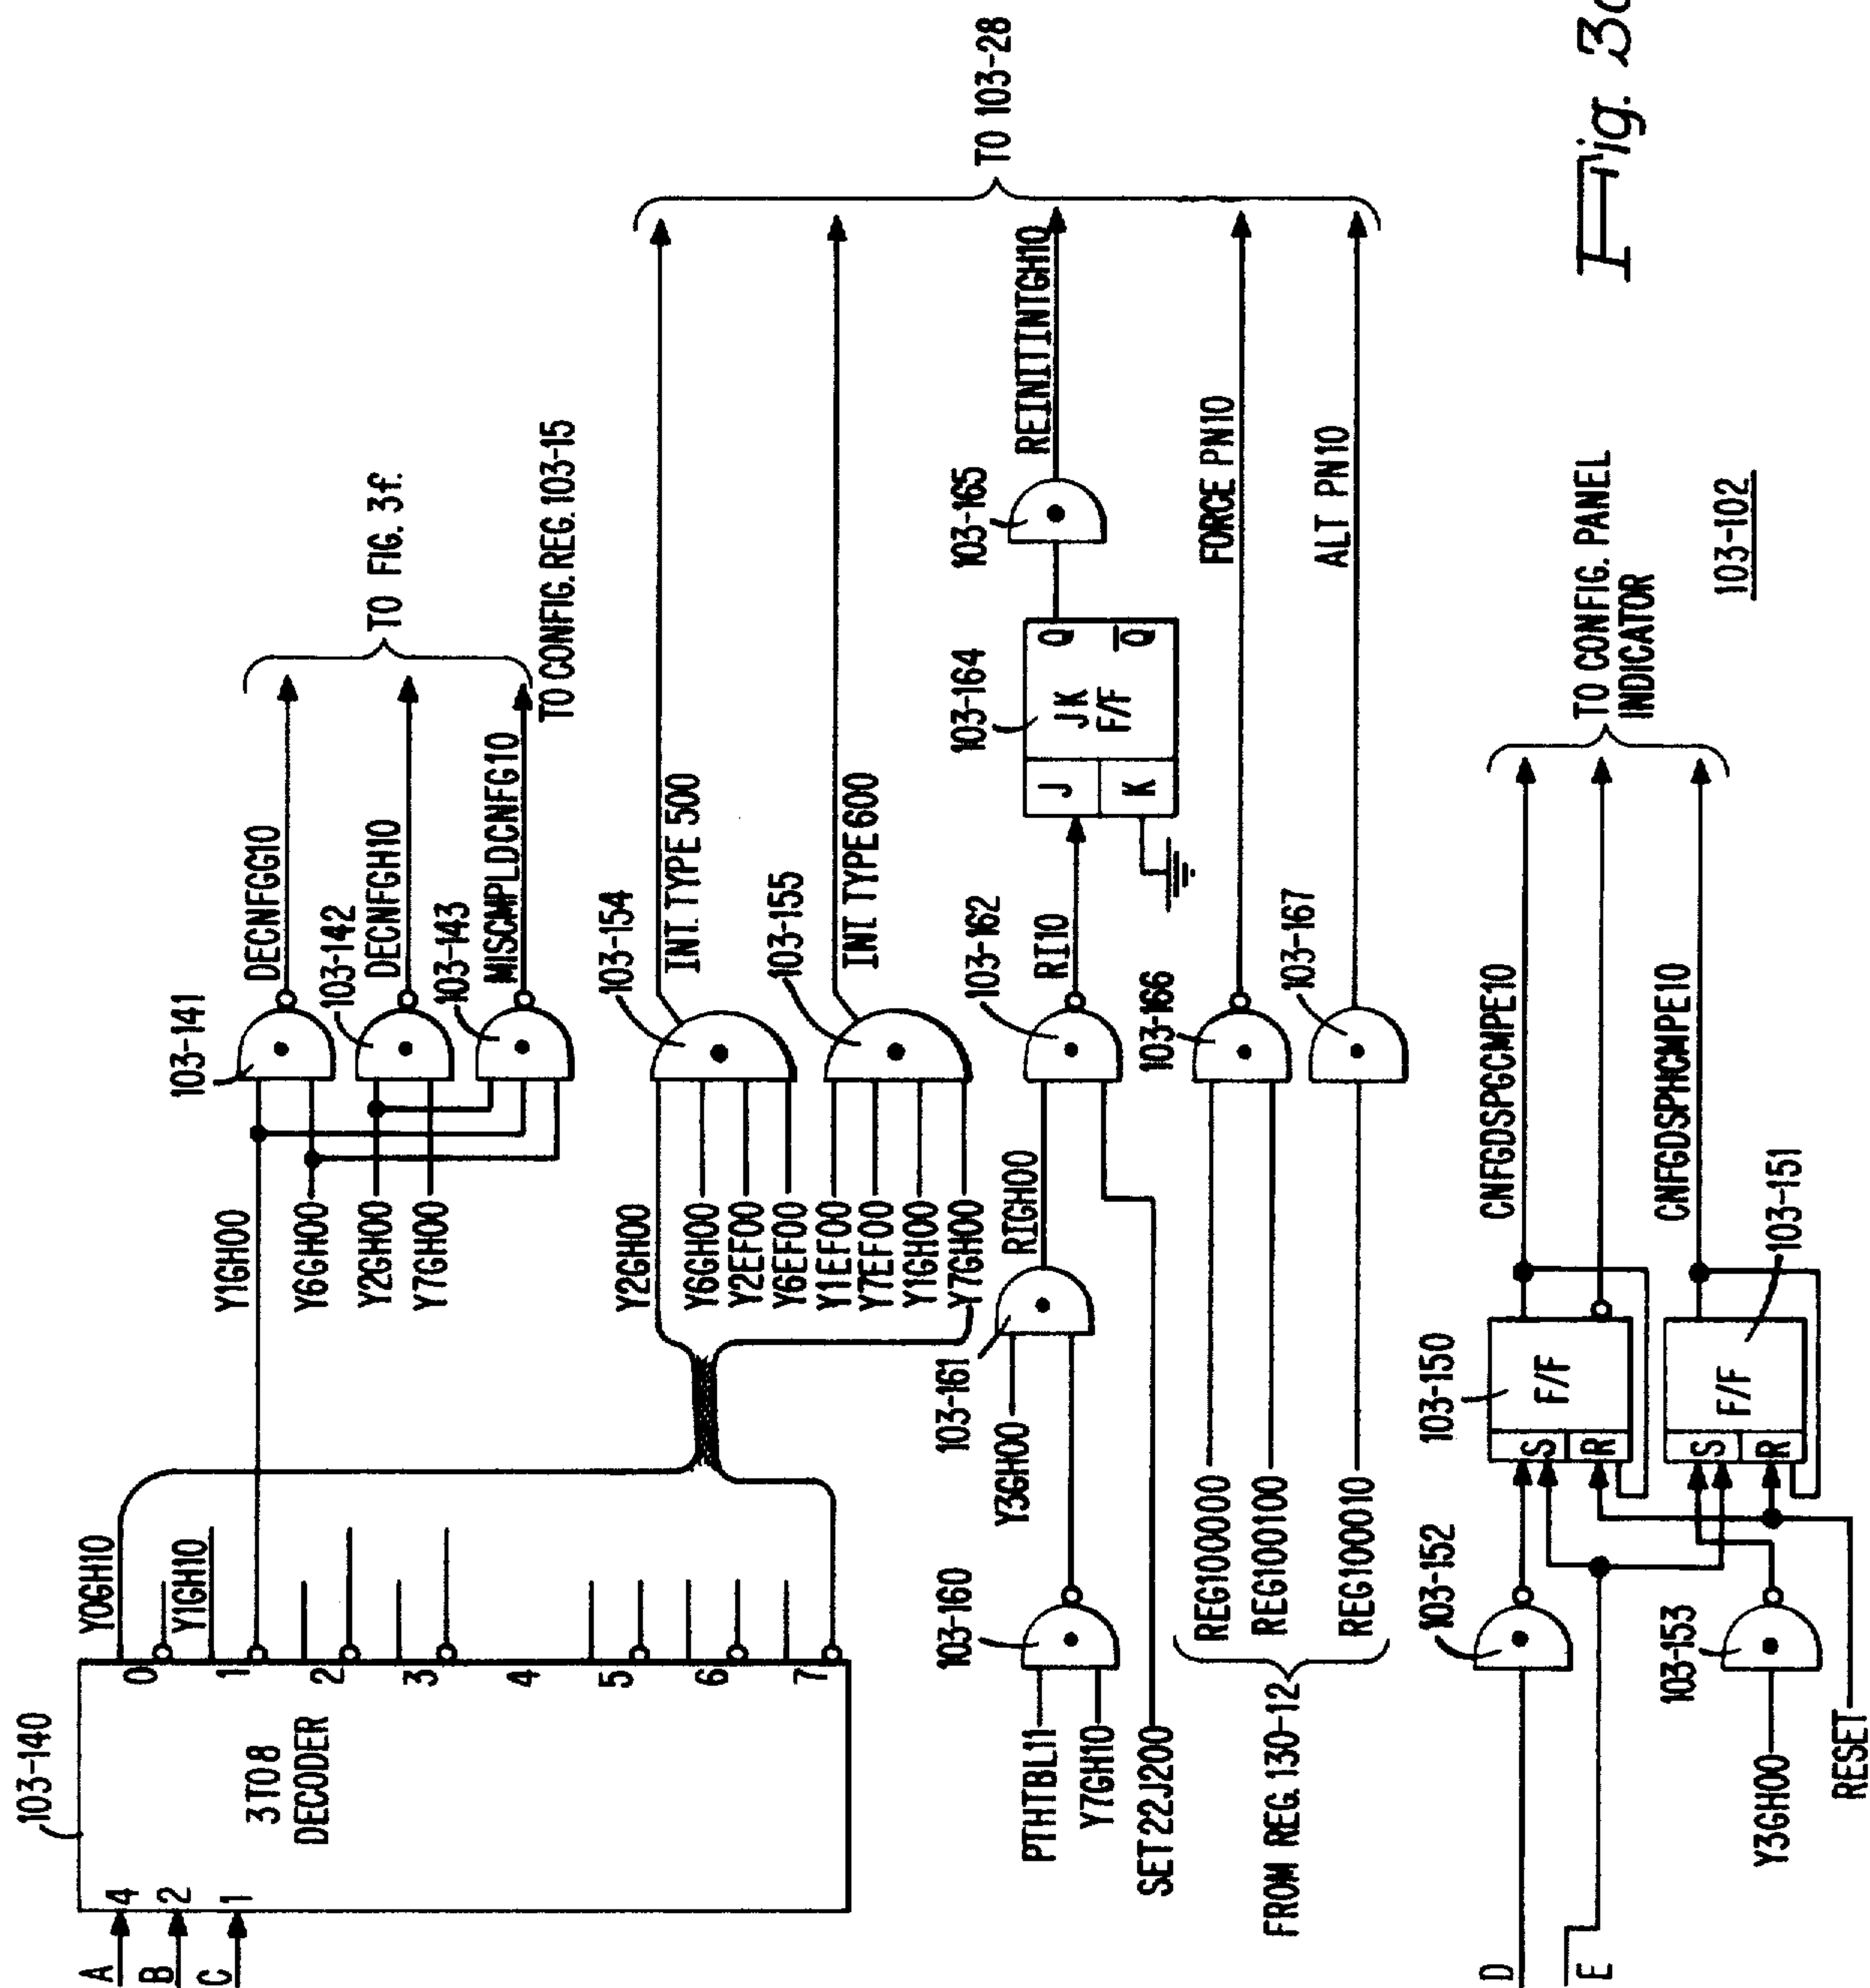 103-140
A
B
C
4
2
1
3 TO 8
DECODER
0
1
2
3
4
5
6
7
Y0GH10
Y1GH10
Y1GH00
Y6GH00
Y2GH00
Y7GH00
103-141
103-142
103-143
DECNFGG10
DECNFGH10
MISCMPLDCNFG10
TO FIG. 3f.
TO CONFIG. REG. 103-15
Y2GH00
Y6GH00
Y2EF00
Y6EF00
Y1EF00
Y7EF00
Y1GH00
Y7GH00
103-154
INT. TYPE 500
103-155
INT TYPE 600
PTHTBL11
Y7GH10
SET22J200
103-160
Y3GH00
103-161
RIGH00
103-162
RI10
103-164
J
K
JK
F/F
Q
Q
103-165
REINITINTGH10
TO 103-28
FROM REG. 130-12
REG100000
REG100100
REG100010
103-166
103-167
FORCE PN10
ALT PN10
D
E
103-152
103-153
Y3GH00
RESET
103-150
S
R
F/F
S
R
F/F
103-151
CNFGDSPGCMPE10
CNFGDSPHCMPE10
TO CONFIG. PANEL
INDICATOR
103-102
Fig.